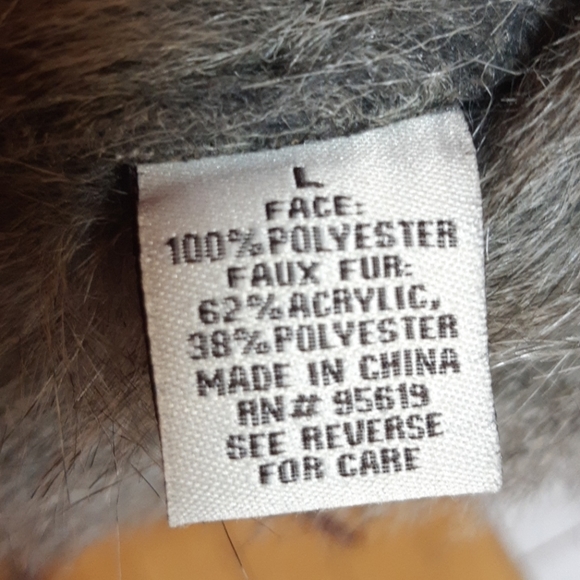 L
FACE:
100% POLYESTER
FAUX FUR:
62% ACRYLIC,
38% POLYESTER
MADE IN CHINA
RN# 95619
SEE REVERSE
FOR CARE